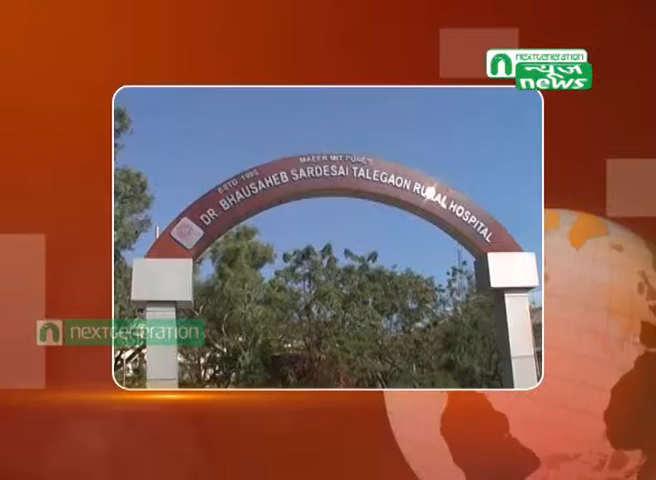 nextgeneration
न्यूज
news
MAEER MIT PUNE'S
ESTD. 1995
DR. BHAUSAHEB SARDESAI TALEGAON RURAL HOSPITAL
nextgeneration